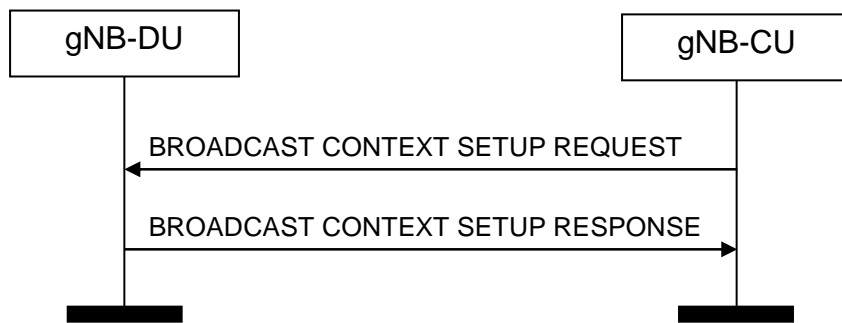 gNB-DU
gNB-CU
BROADCAST CONTEXT SETUP REQUEST
BROADCAST CONTEXT SETUP RESPONSE